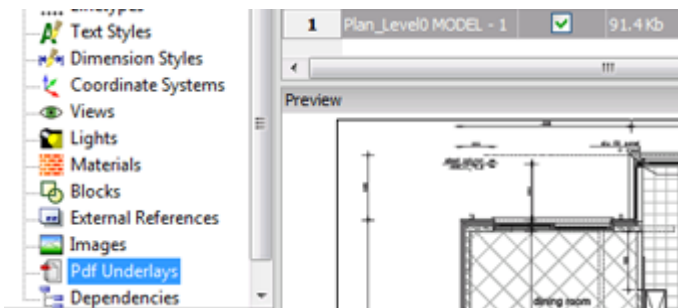 Text Styles
Dimension Styles
Coordinate Systems
Views
Lights
Materials
Blocks
External References
Images
Pdf Underlays
Dependencies
1 Plan_Level0 MODEL - 1 91.4 Kb
Preview
dining room